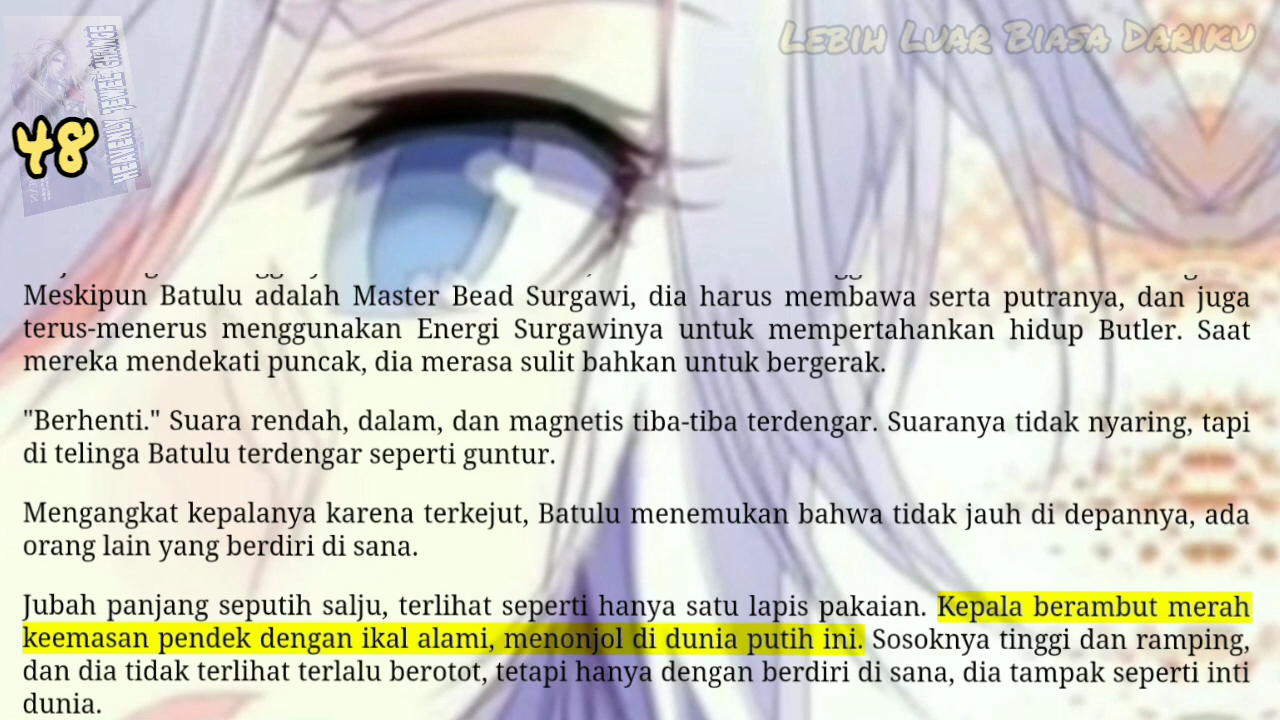 LEBIH LUAR BIASA DARIKU
HEAVENLY JEWEL CHANGE
48
Meskipun Batulu adalah Master Bead Surgawi, dia harus membawa serta putranya, dan juga
terus-menerus menggunakan Energi Surgawinya untuk mempertahankan hidup Butler. Saat
mereka mendekati puncak, dia merasa sulit bahkan untuk bergerak.
"Berhenti." Suara rendah, dalam, dan magnetis tiba-tiba terdengar. Suaranya tidak nyaring, tapi
di telinga Batulu terdengar seperti guntur.
Mengangkat kepalanya karena terkejut, Batulu menemukan bahwa tidak jauh di depannya, ada
orang lain yang berdiri di sana.
Jubah panjang seputih salju, terlihat seperti hanya satu lapis pakaian. Kepala berambut merah
keemasan pendek dengan ikal alami, menonjol di dunia putih ini. Sosoknya tinggi dan ramping,
dan dia tidak terlihat terlalu berotot, tetapi hanya dengan berdiri di sana, dia tampak seperti inti
dunia.